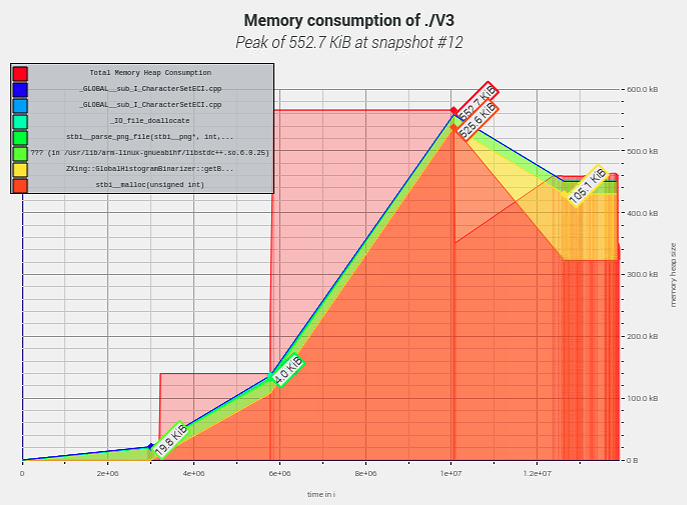 Memory consumption of ./V3
Peak of 552.7 KiB at snapshot #12
Total Memory Heap Consumption
_GLOBAL__sub_I_CharacterSetECI.cpp
_GLOBAL__sub_I_CharacterSetECI.cpp
_IO_file_doallocate
stbi__parse_png_file(stbi__png*, int,...
??? (in /usr/lib/arm-linux-gnueabihf/libstdc++.so.6.0.25)
ZXing::GlobalHistogramBinarizer::getB...
stbi__malloc(unsigned int)
552.7 KiB
525.6 KiB
105.1 KiB
4.0 KiB
19.8 KiB
600.0 kB
500.0 kB
400.0 kB
300.0 kB
200.0 kB
100.0 kB
0 B
memory heap size
0
2e+06
4e+06
6e+06
8e+06
1e+07
1.2e+07
time in i